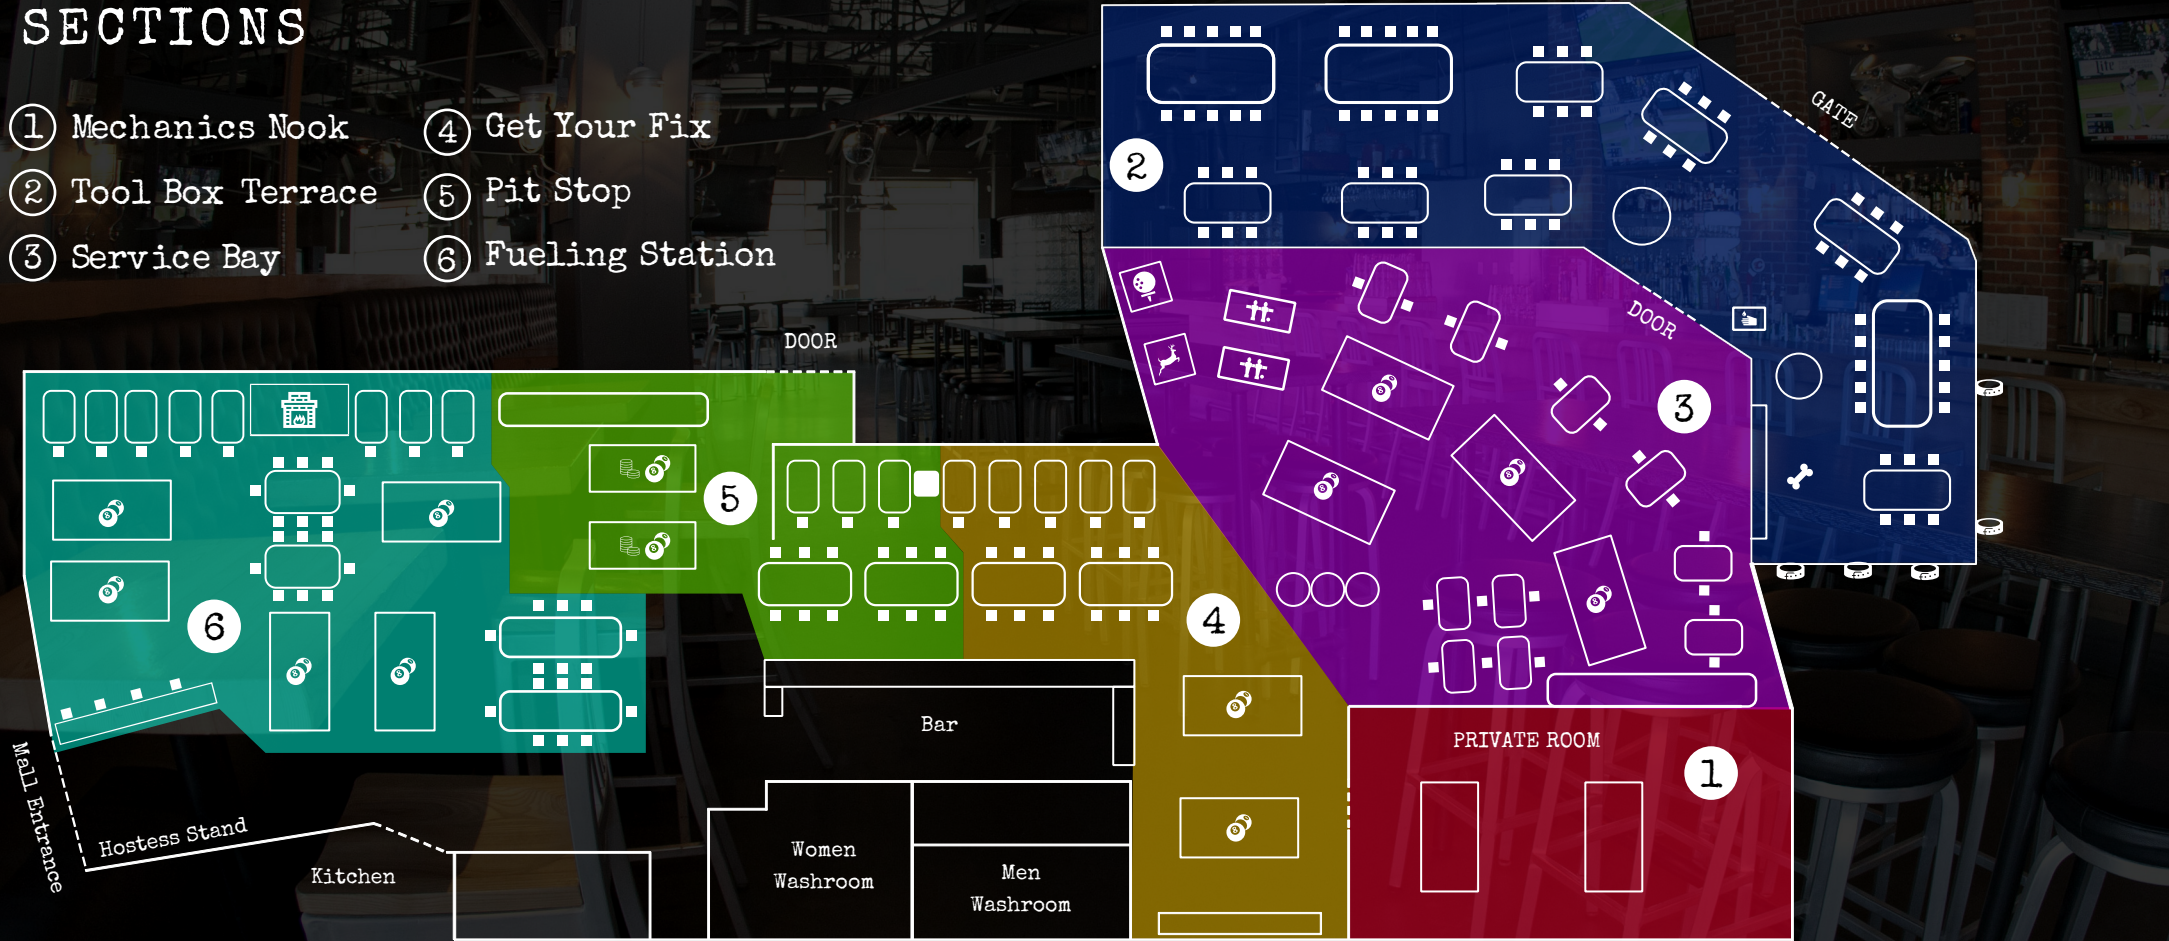 SECTIONS
1 Mechanics Nook
2 Tool Box Terrace
3 Service Bay
4 Get Your Fix
5 Pit Stop
6 Fueling Station
GATE
2
DOOR
DOOR
3
5
6
4
PRIVATE ROOM
1
Bar
Mall Entrance
Hostess Stand
Kitchen
Women
Washroom
Men
Washroom
Lite